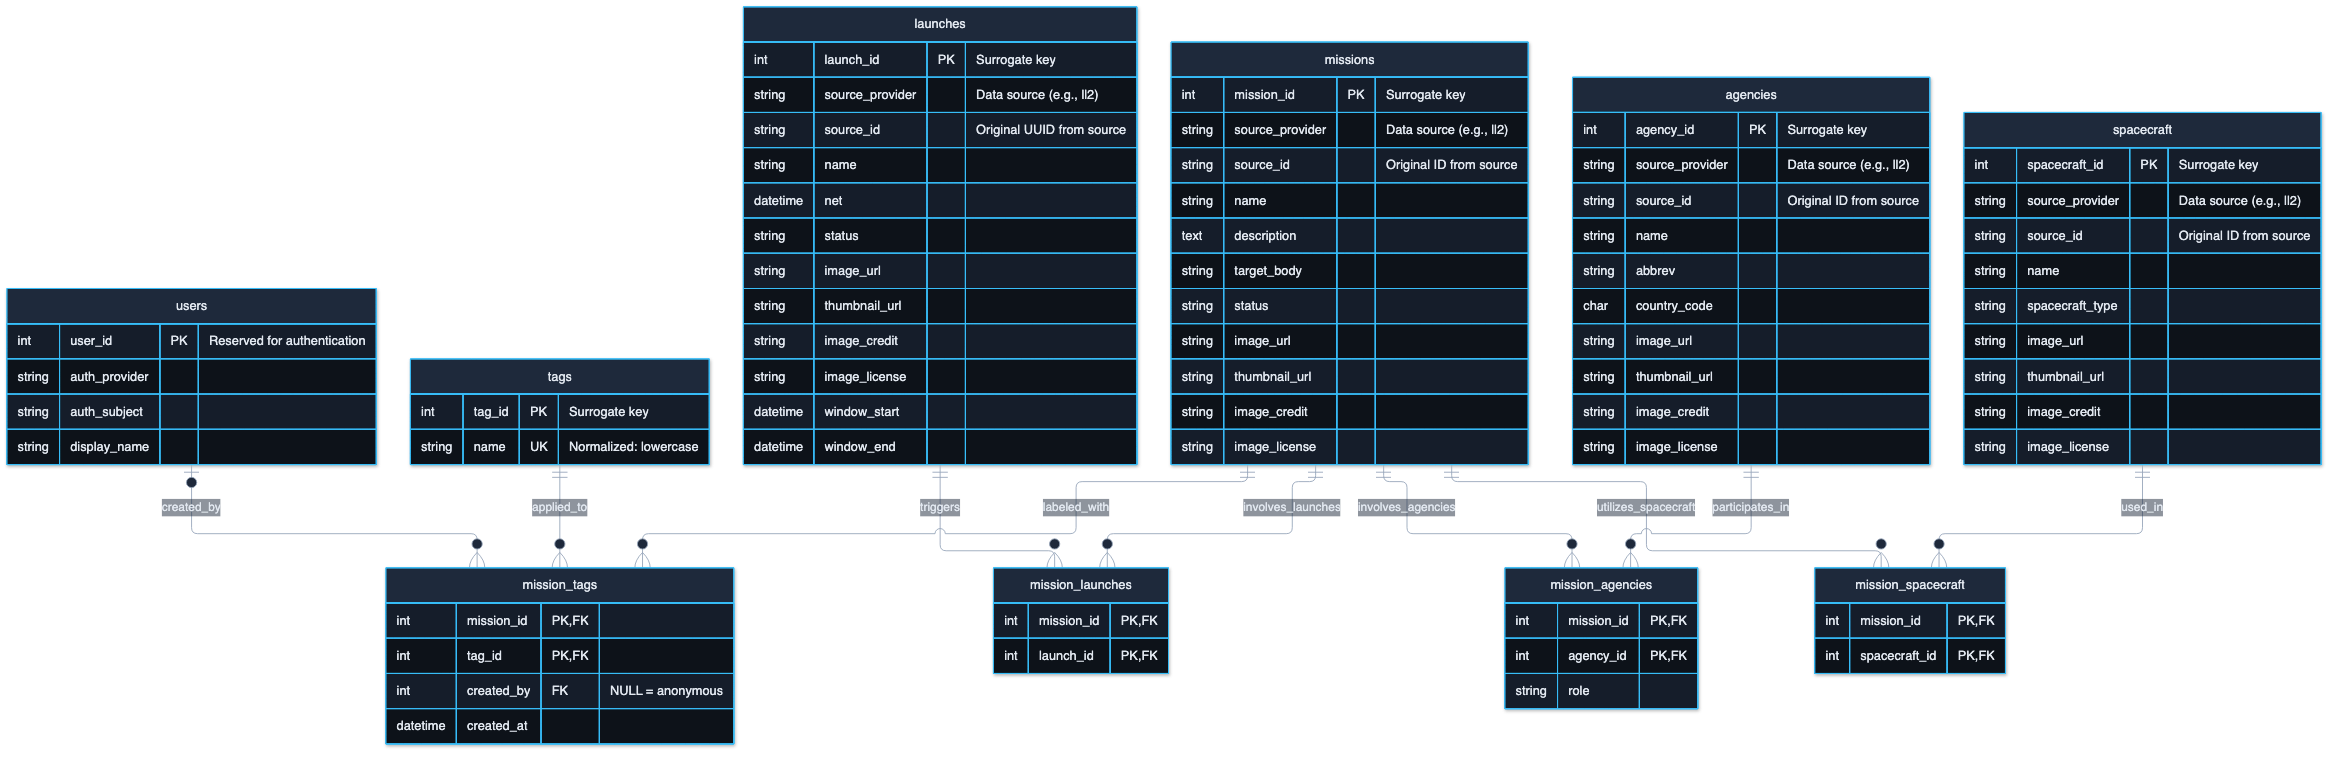 launches
int launch_id PK Surrogate key
string source_provider Data source (e.g., ll2)
string source_id Original UUID from source
string name
datetime net
string status
string image_url
string thumbnail_url
string image_credit
string image_license
datetime window_start
datetime window_end
missions
int mission_id PK Surrogate key
string source_provider Data source (e.g., ll2)
string source_id Original ID from source
string name
text description
string target_body
string status
string image_url
string thumbnail_url
string image_credit
string image_license
agencies
int agency_id PK Surrogate key
string source_provider Data source (e.g., ll2)
string source_id Original ID from source
string name
string abbrev
char country_code
string image_url
string thumbnail_url
string image_credit
string image_license
spacecraft
int spacecraft_id PK Surrogate key
string source_provider Data source (e.g., ll2)
string source_id Original ID from source
string name
string spacecraft_type
string image_url
string thumbnail_url
string image_credit
string image_license
users
int user_id PK Reserved for authentication
string auth_provider
string auth_subject
string display_name
tags
int tag_id PK Surrogate key
string name UK Normalized: lowercase
created_by
applied_to
triggers
labeled_with
involves_launches
involves_agencies
utilizes_spacecraft
participates_in
used_in
mission_tags
int mission_id PK,FK
int tag_id PK,FK
int created_by FK NULL = anonymous
datetime created_at
mission_launches
int mission_id PK,FK
int launch_id PK,FK
mission_agencies
int mission_id PK,FK
int agency_id PK,FK
string role
mission_spacecraft
int mission_id PK,FK
int spacecraft_id PK,FK